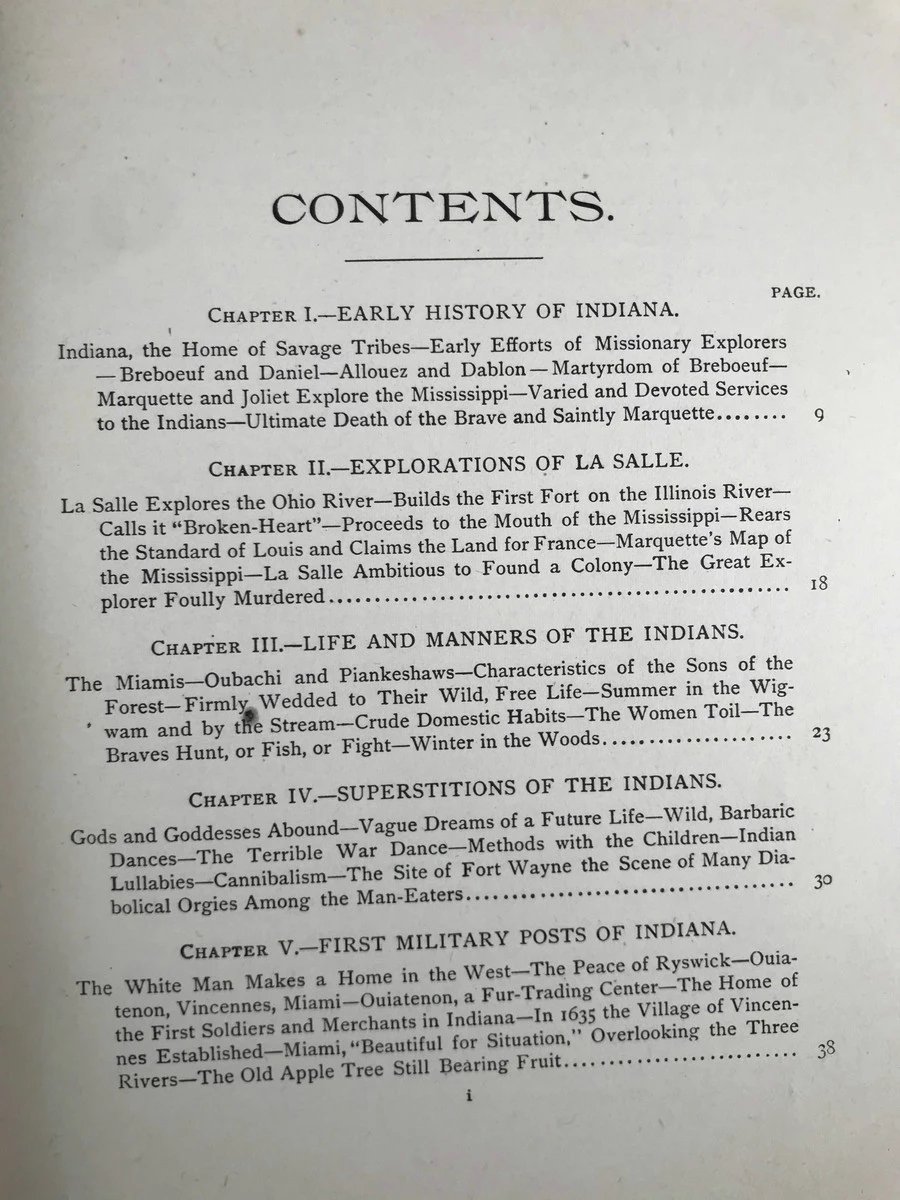 CONTENTS.
PAGE.
CHAPTER I.—EARLY HISTORY OF INDIANA.
Indiana, the Home of Savage Tribes—Early Efforts of Missionary Explorers
—Breboeuf and Daniel—Allouez and Dablon—Martyrdom of Breboeuf—
Marquette and Joliet Explore the Mississippi—Varied and Devoted Services
to the Indians—Ultimate Death of the Brave and Saintly Marquette........ 9
CHAPTER II.—EXPLORATIONS OF LA SALLE.
La Salle Explores the Ohio River—Builds the First Fort on the Illinois River—
Calls it “Broken-Heart”—Proceeds to the Mouth of the Mississippi—Rears
the Standard of Louis and Claims the Land for France—Marquette’s Map of
the Mississippi—La Salle Ambitious to Found a Colony—The Great Ex-
plorer Foully Murdered.............................................. 18
CHAPTER III.—LIFE AND MANNERS OF THE INDIANS.
The Miamis—Oubachi and Piankeshaws—Characteristics of the Sons of the
Forest—Firmly Wedded to Their Wild, Free Life—Summer in the Wig-
wam and by the Stream—Crude Domestic Habits—The Women Toil—The
Braves Hunt, or Fish, or Fight—Winter in the Woods.................... 23
CHAPTER IV.—SUPERSTITIONS OF THE INDIANS.
Gods and Goddesses Abound—Vague Dreams of a Future Life—Wild, Barbaric
Dances—The Terrible War Dance—Methods with the Children—Indian
Lullabies—Cannibalism—The Site of Fort Wayne the Scene of Many Dia-
bolical Orgies Among the Man-Eaters.................................. 30
CHAPTER V.—FIRST MILITARY POSTS OF INDIANA.
The White Man Makes a Home in the West—The Peace of Ryswick—Ouia-
tenon, Vincennes, Miami—Ouiatenon, a Fur-Trading Center—The Home of
the First Soldiers and Merchants in Indiana—In 1635 the Village of Vincen-
nes Established—Miami, “Beautiful for Situation,” Overlooking the Three
Rivers—The Old Apple Tree Still Bearing Fruit.......................... 38
i